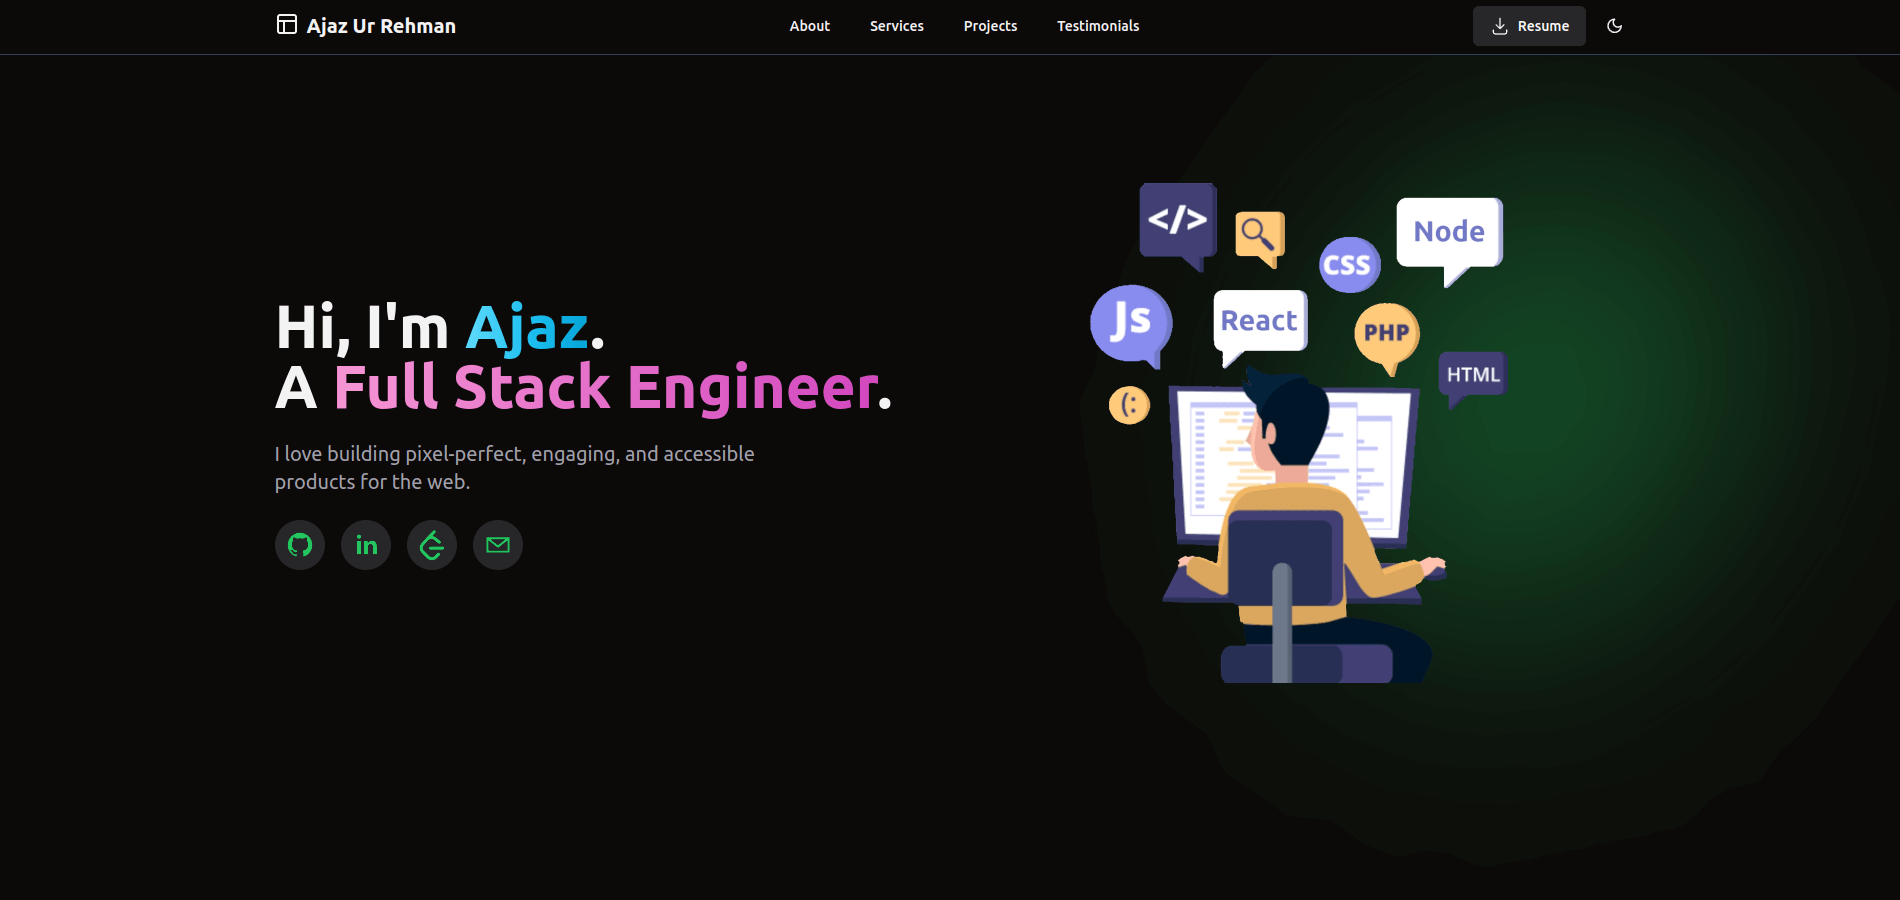 Ajaz Ur Rehman
About
Services
Projects
Testimonials
Resume
</>
Node
CSS
Js
React
PHP
HTML
(:
Hi, I'm Ajaz.
A Full Stack Engineer.
I love building pixel-perfect, engaging, and accessible
products for the web.
in